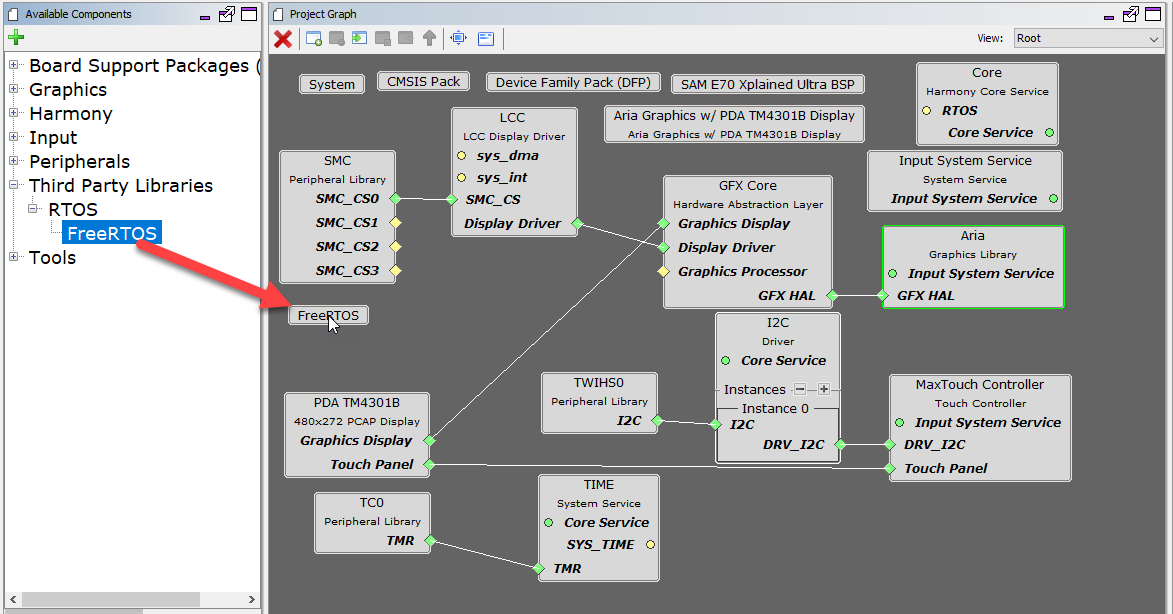 Available Components
Board Support Packages (
Graphics
Harmony
Input
Peripherals
Third Party Libraries
RTOS
FreeRTOS
Tools
Project Graph
View: Root
System
CMSIS Pack
Device Family Pack (DFP)
SAM E70 Xplained Ultra BSP
Aria Graphics w/ PDA TM4301B Display
Aria Graphics w/ PDA TM4301B Display
Core
Harmony Core Service
RTOS
Core Service
LCC
LCC Display Driver
sys_dma
sys_int
SMC_CS
Display Driver
SMC
Peripheral Library
SMC_CS0
SMC_CS1
SMC_CS2
SMC_CS3
Input System Service
System Service
Input System Service
GFX Core
Hardware Abstraction Layer
Graphics Display
Display Driver
Graphics Processor
GFX HAL
Aria
Graphics Library
Input System Service
GFX HAL
FreeRTOS
I2C
Driver
Core Service
Instances
Instance 0
I2C
DRV_I2C
TWIHS0
Peripheral Library
I2C
MaxTouch Controller
Touch Controller
Input System Service
DRV_I2C
Touch Panel
PDA TM4301B
480x272 PCAP Display
Graphics Display
Touch Panel
TC0
Peripheral Library
TMR
TIME
System Service
Core Service
SYS_TIME
TMR